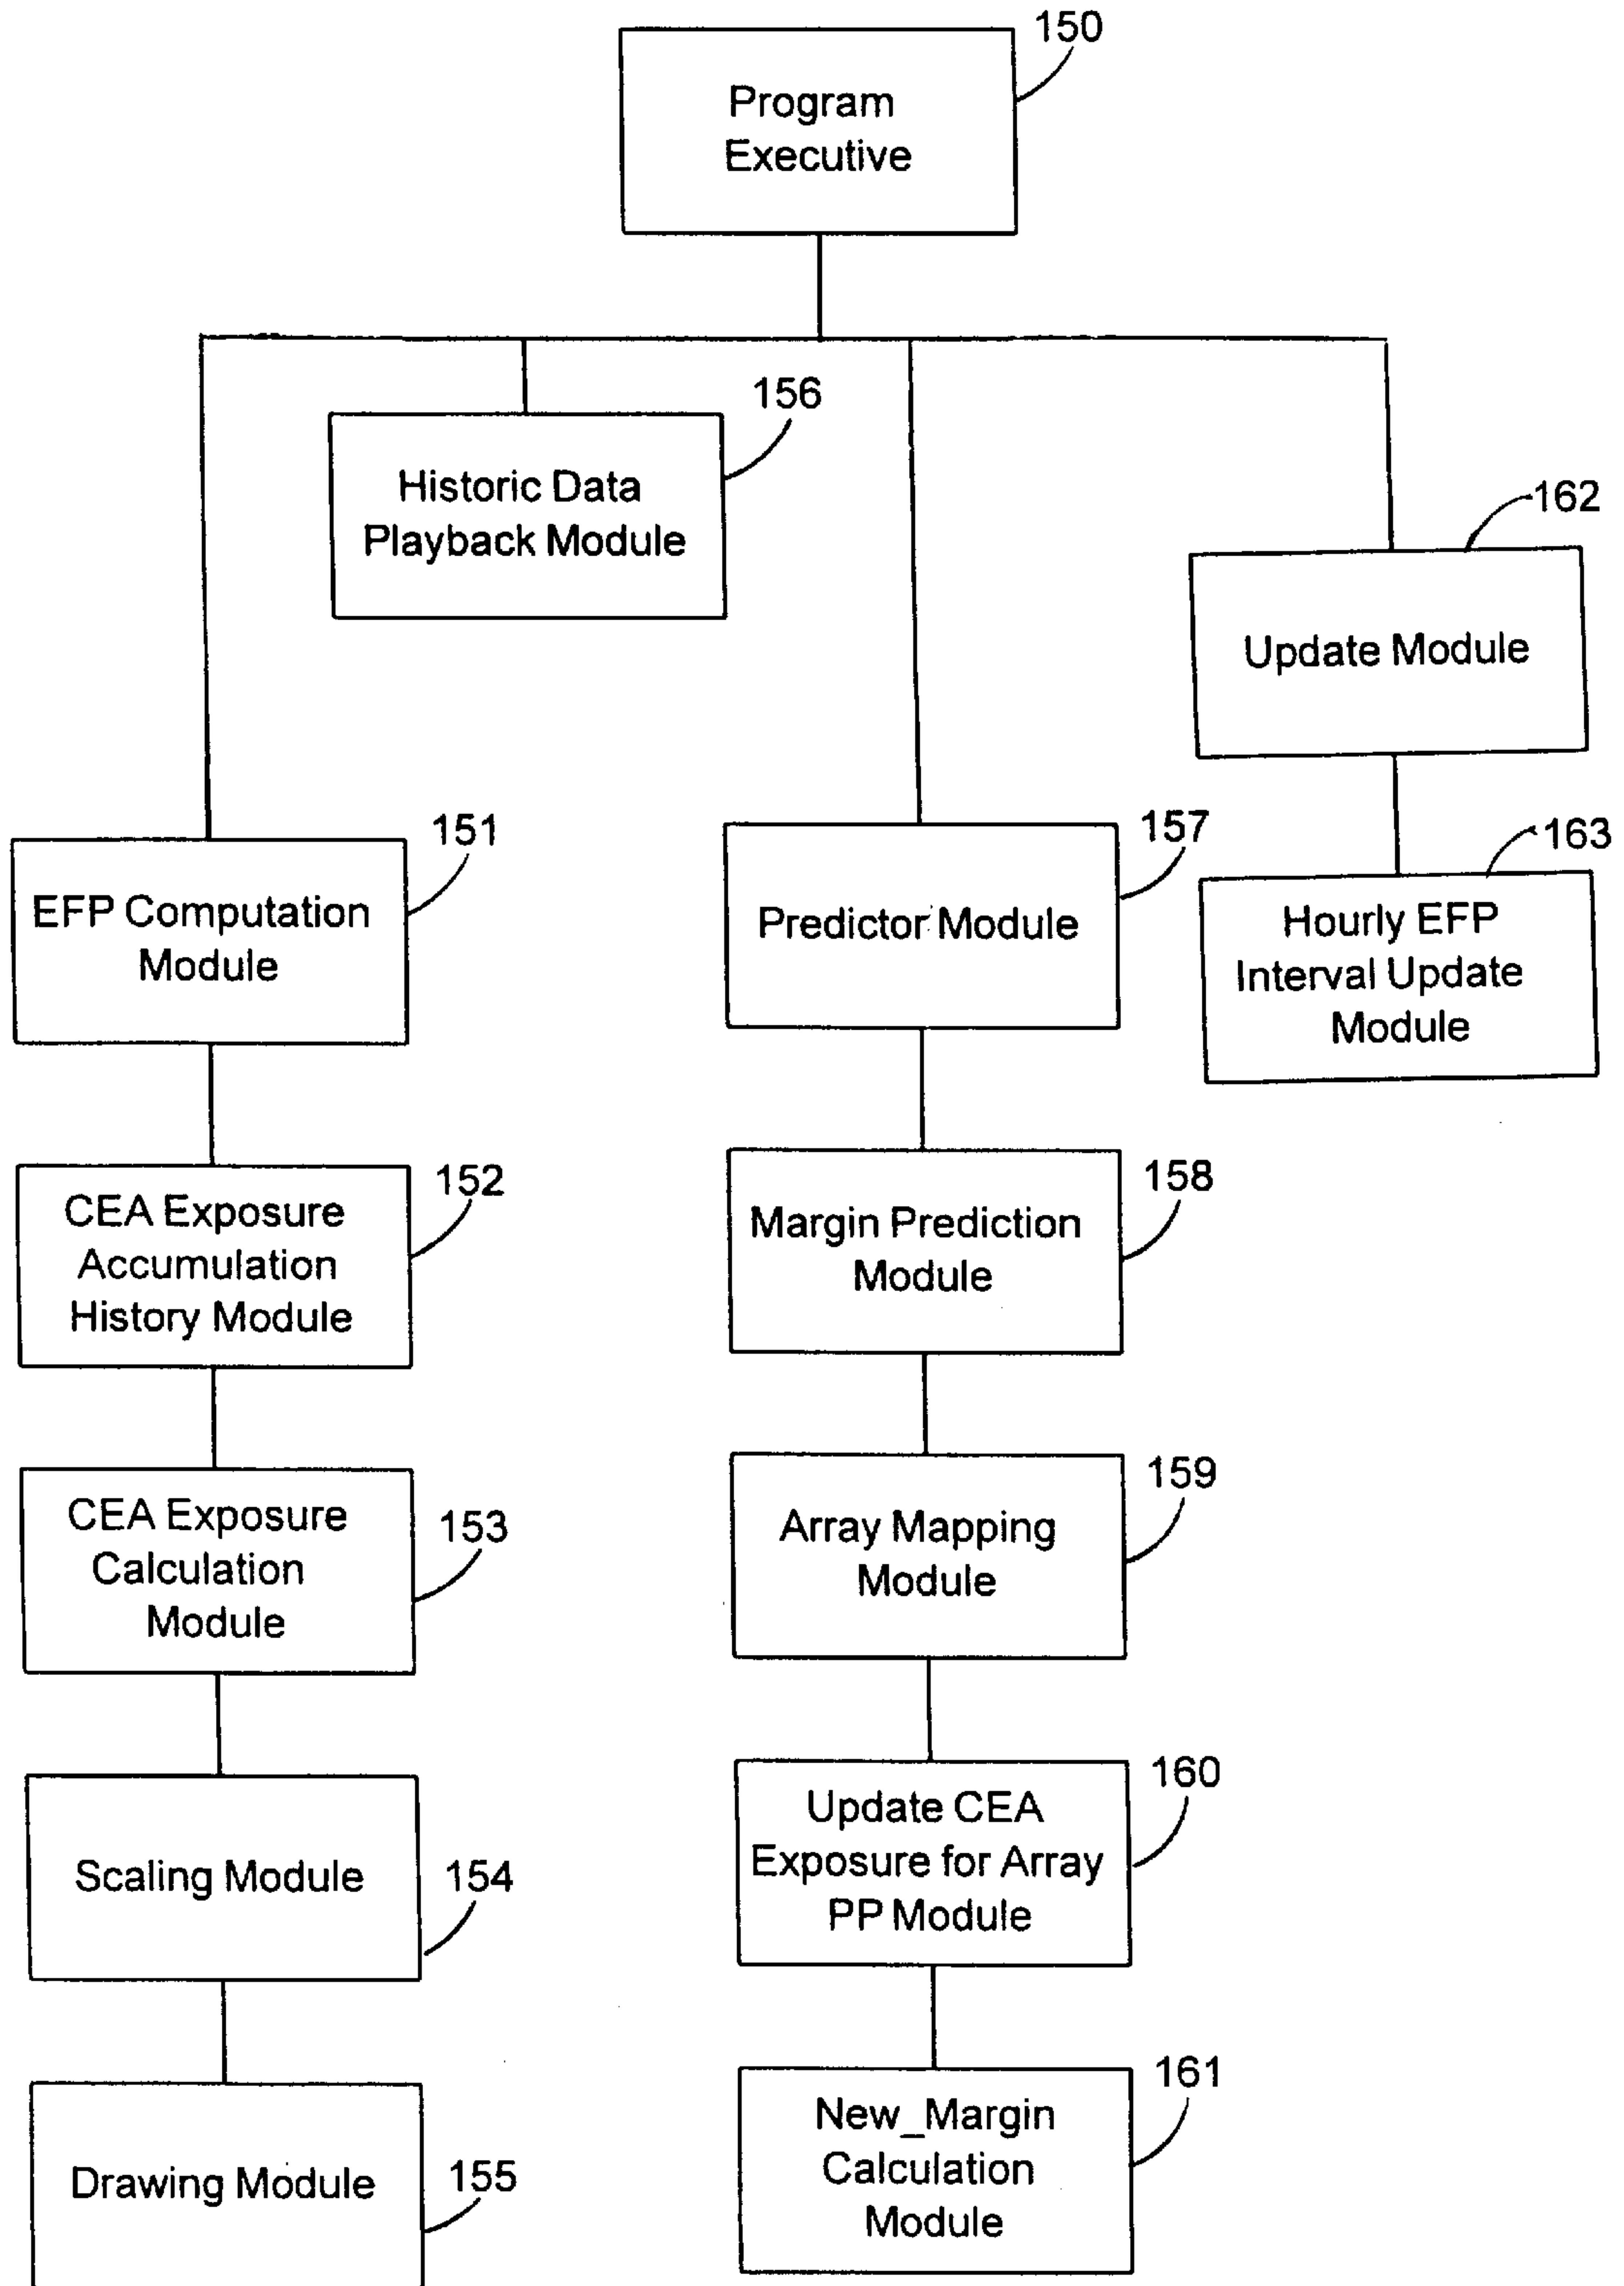 150
Program
Executive
156
Historic Data
Playback Module
162
Update Module
151
EFP Computation
Module
157
Predictor Module
163
Hourly EFP
Interval Update
Module
152
CEA Exposure
Accumulation
History Module
158
Margin Prediction
Module
153
CEA Exposure
Calculation
Module
159
Array Mapping
Module
154
Scaling Module
160
Update CEA
Exposure for Array
PP Module
155
Drawing Module
161
New_Margin
Calculation
Module